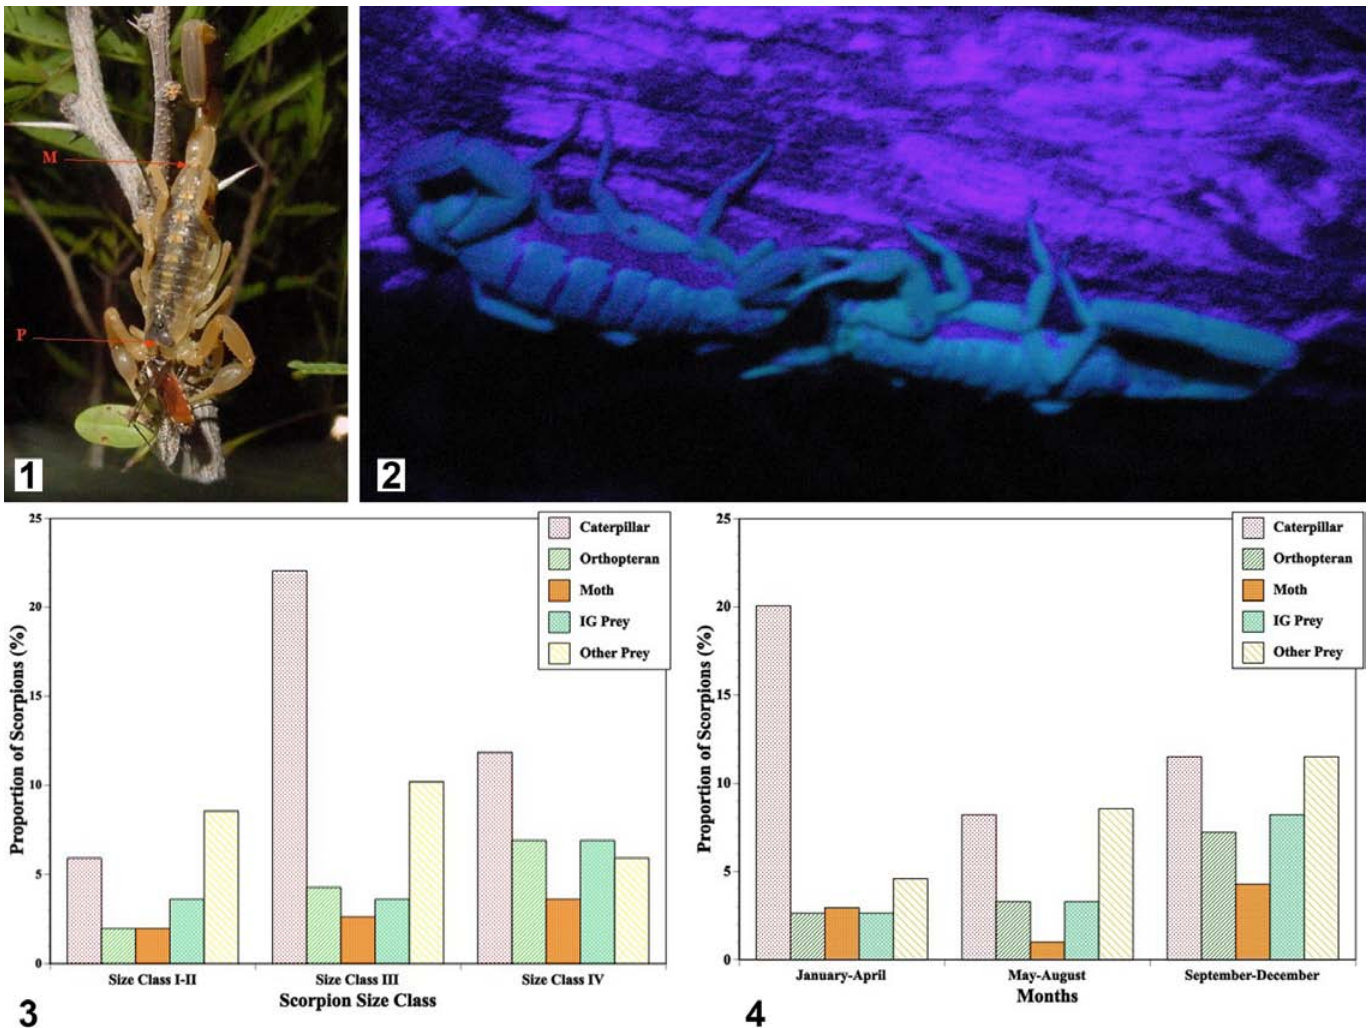 M
P
1
2
25
20
15
10
5
0
Proportion of Scorpions (%)
Caterpillar
Orthopteran
Moth
IG Prey
Other Prey
Size Class I-II
Size Class III
Size Class IV
Scorpion Size Class
3
25
20
15
10
5
0
Proportion of Scorpions (%)
Caterpillar
Orthopteran
Moth
IG Prey
Other Prey
January-April
May-August
September-December
Months
4